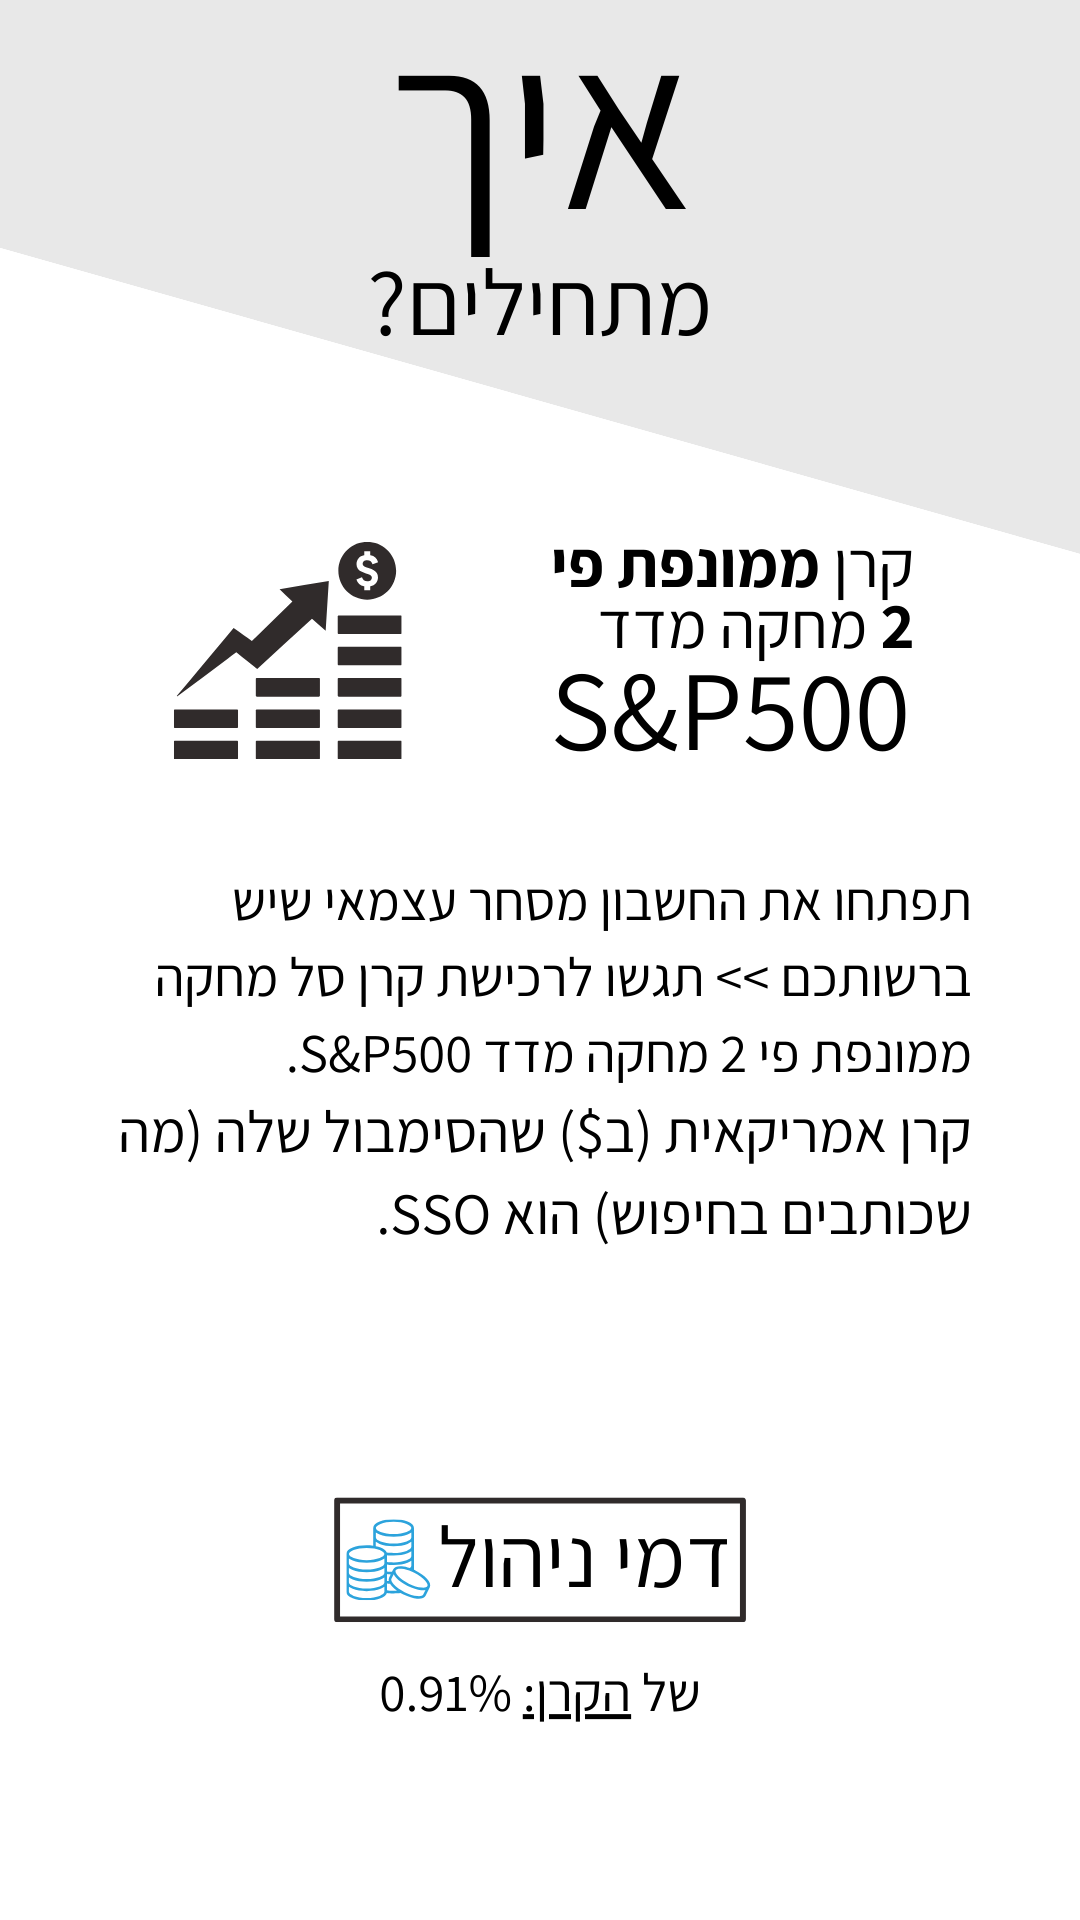 איך
מתחילים?
$
קרן ממונפת פי
2 מחקה מדד
S&P500
תפתחו את החשבון מסחר עצמאי שיש
ברשותכם >> תגשו לרכישת קרן סל מחקה
ממונפת פי 2 מחקה מדד S&P500.
קרן אמריקאית (ב$) שהסימבול שלה (מה
שכותבים בחיפוש) הוא SSO.
דמי ניהול
של הקרן: 0.91%